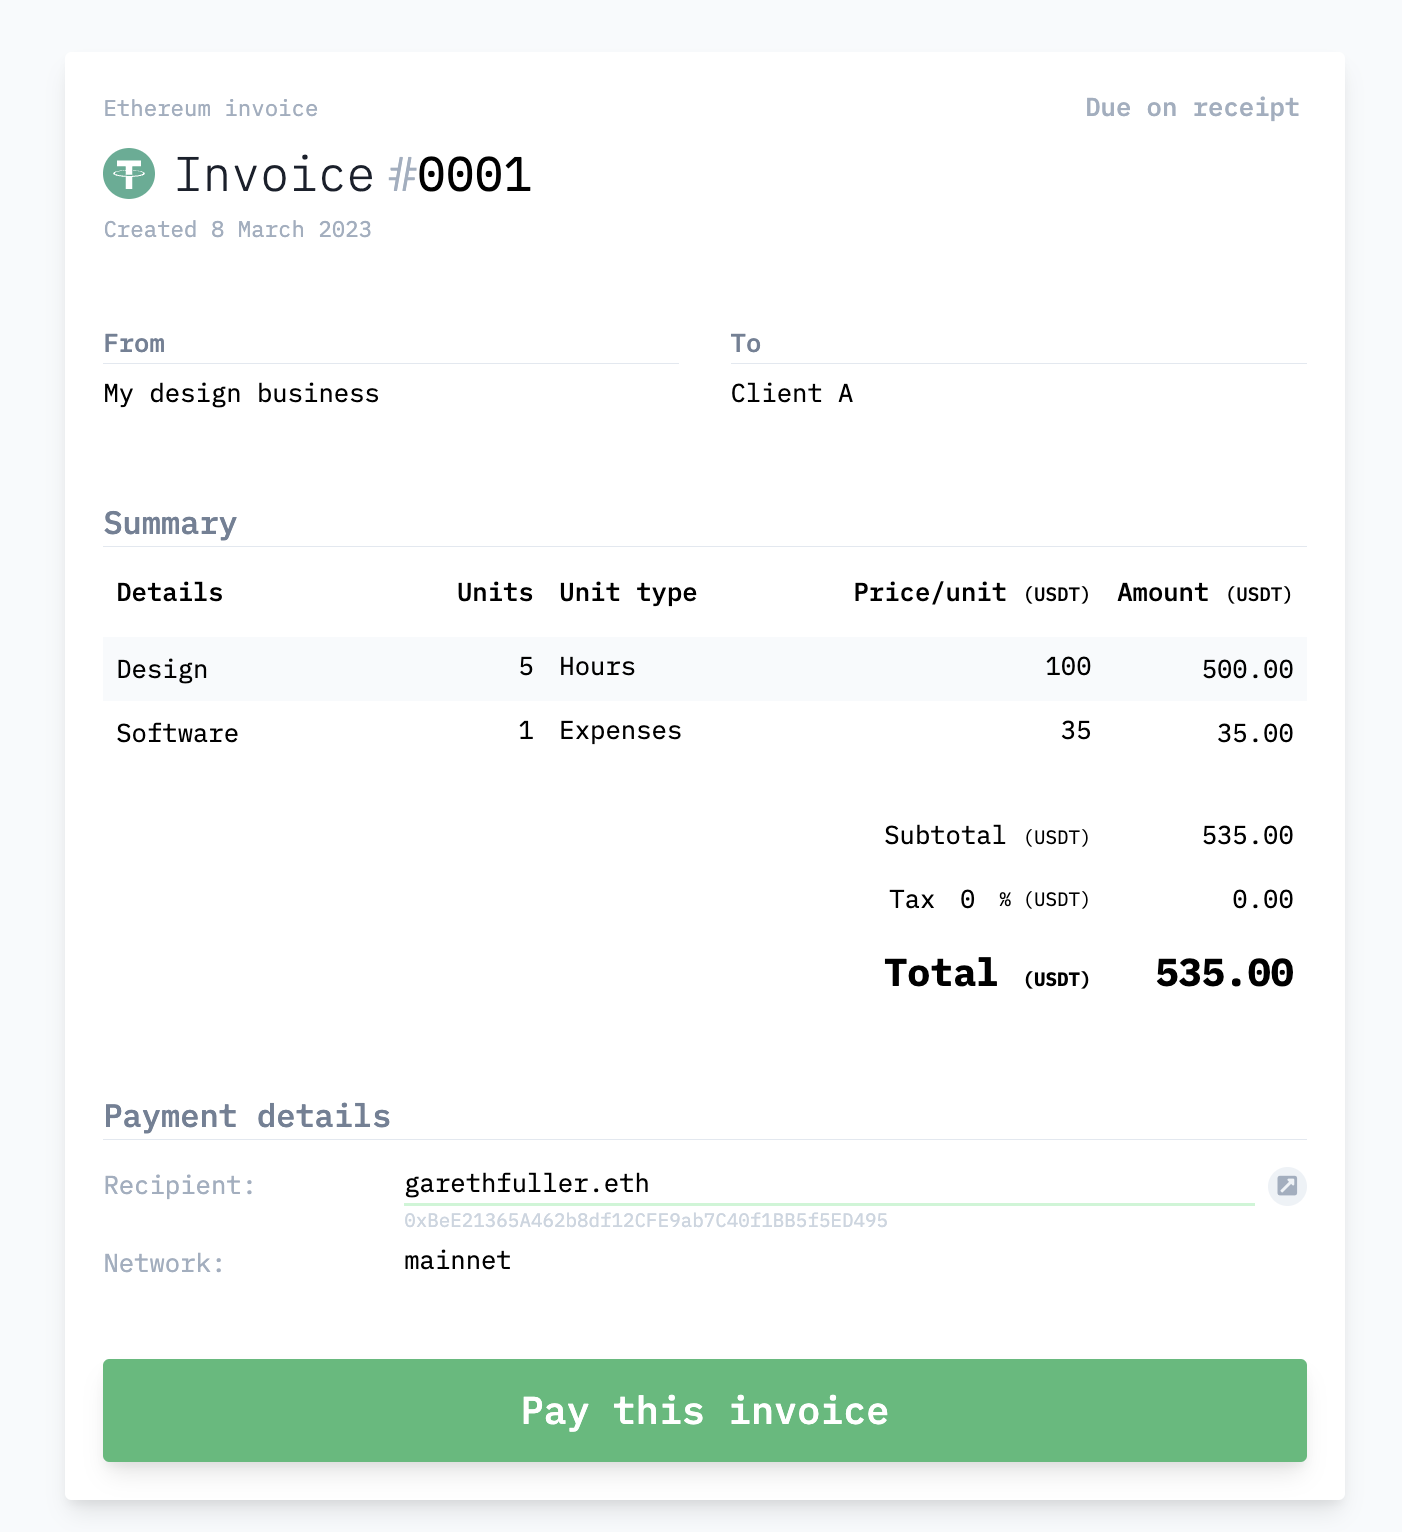 Ethereum invoice
Due on receipt
Invoice #0001
Created 8 March 2023
From
To
My design business
Client A
Summary
Details Units Unit type Price/unit (USDT) Amount (USDT)
Design 5 Hours 100 500.00
Software 1 Expenses 35 35.00
Subtotal (USDT) 535.00
Tax 0 % (USDT) 0.00
Total (USDT) 535.00
Payment details
Recipient: garethfuller.eth
0xBeE21365A462b8df12CFE9ab7C40f1BB5f5ED495
Network: mainnet
Pay this invoice